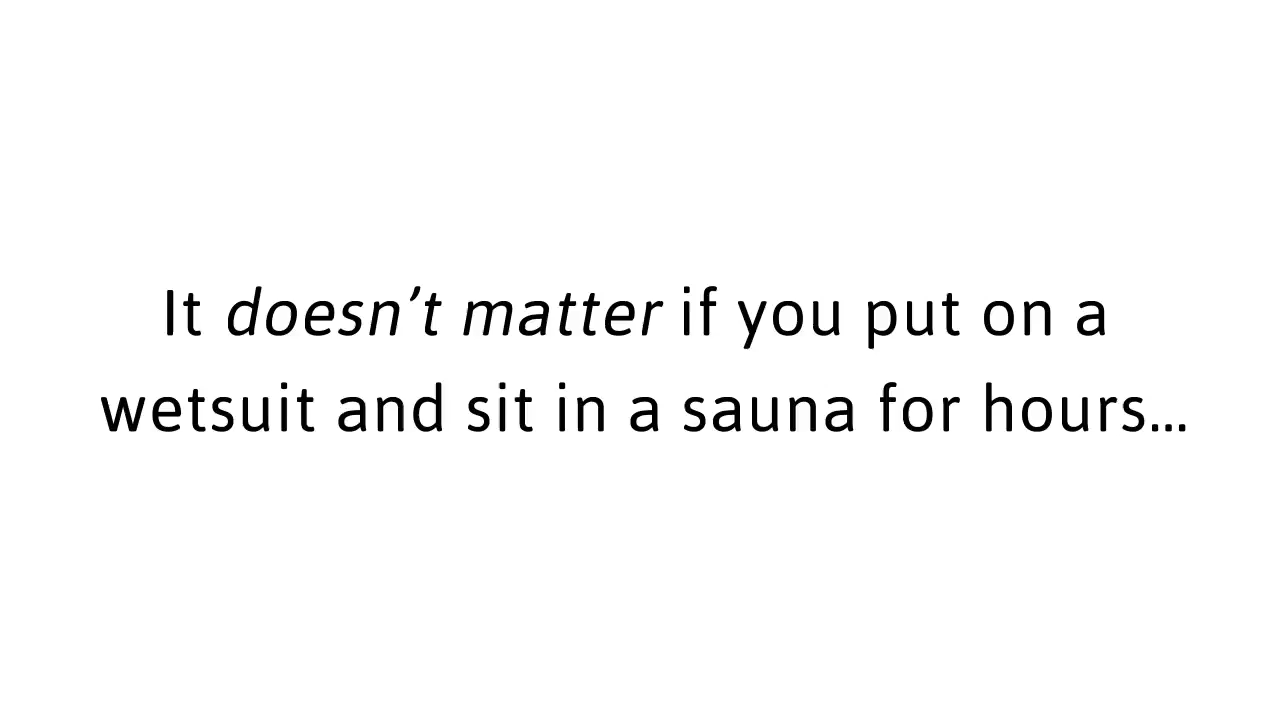 It doesn’t matter if you put on a
wetsuit and sit in a sauna for hours…